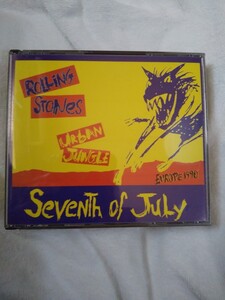 ROLLING
STONES
URBAN
JUNGLE
EUROPE 1990
SEVENTH OF JULY